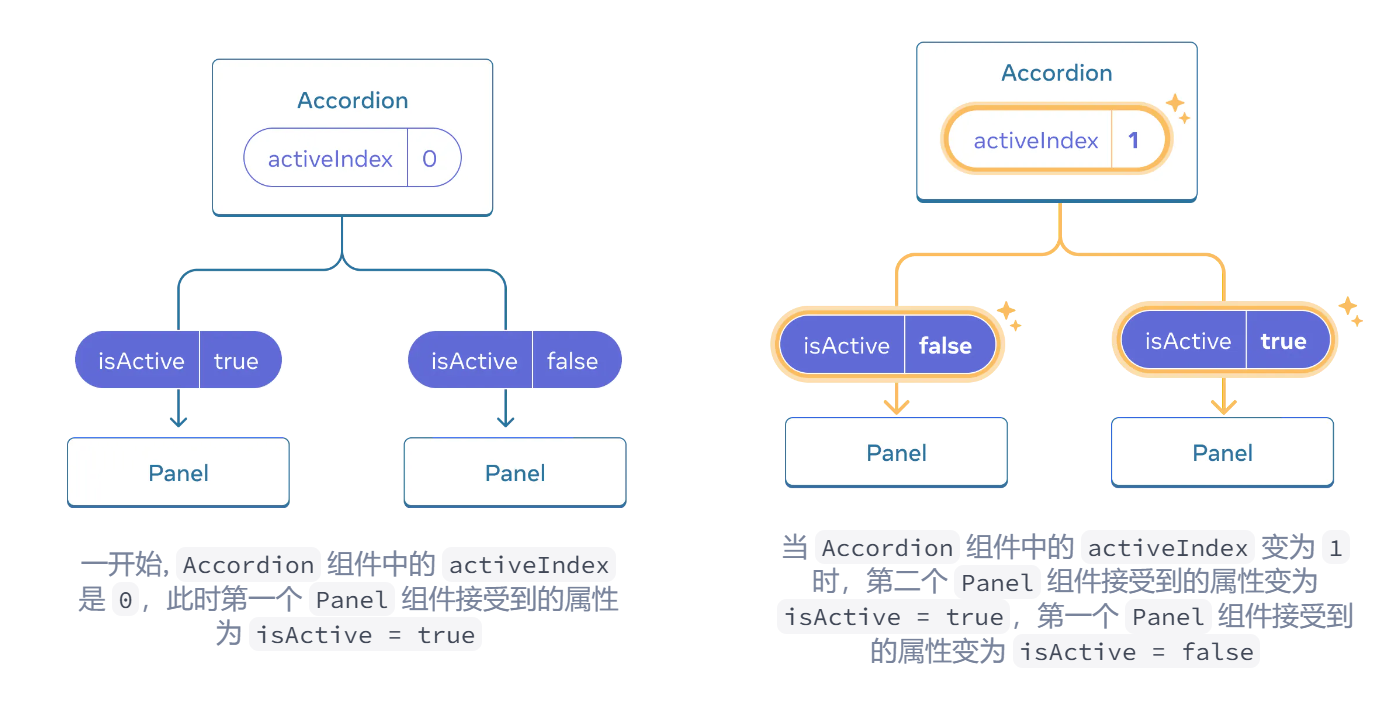 Accordion
activeIndex 0
isActive true
isActive false
Panel
Panel
一开始, Accordion 组件中的 activeIndex
是 0，此时第一个 Panel 组件接受到的属性
为 isActive = true
Accordion
activeIndex 1
isActive false
isActive true
Panel
Panel
当 Accordion 组件中的 activeIndex 变为 1
时，第二个 Panel 组件接受到的属性变为
isActive = true，第一个 Panel 组件接受到
的属性变为 isActive = false